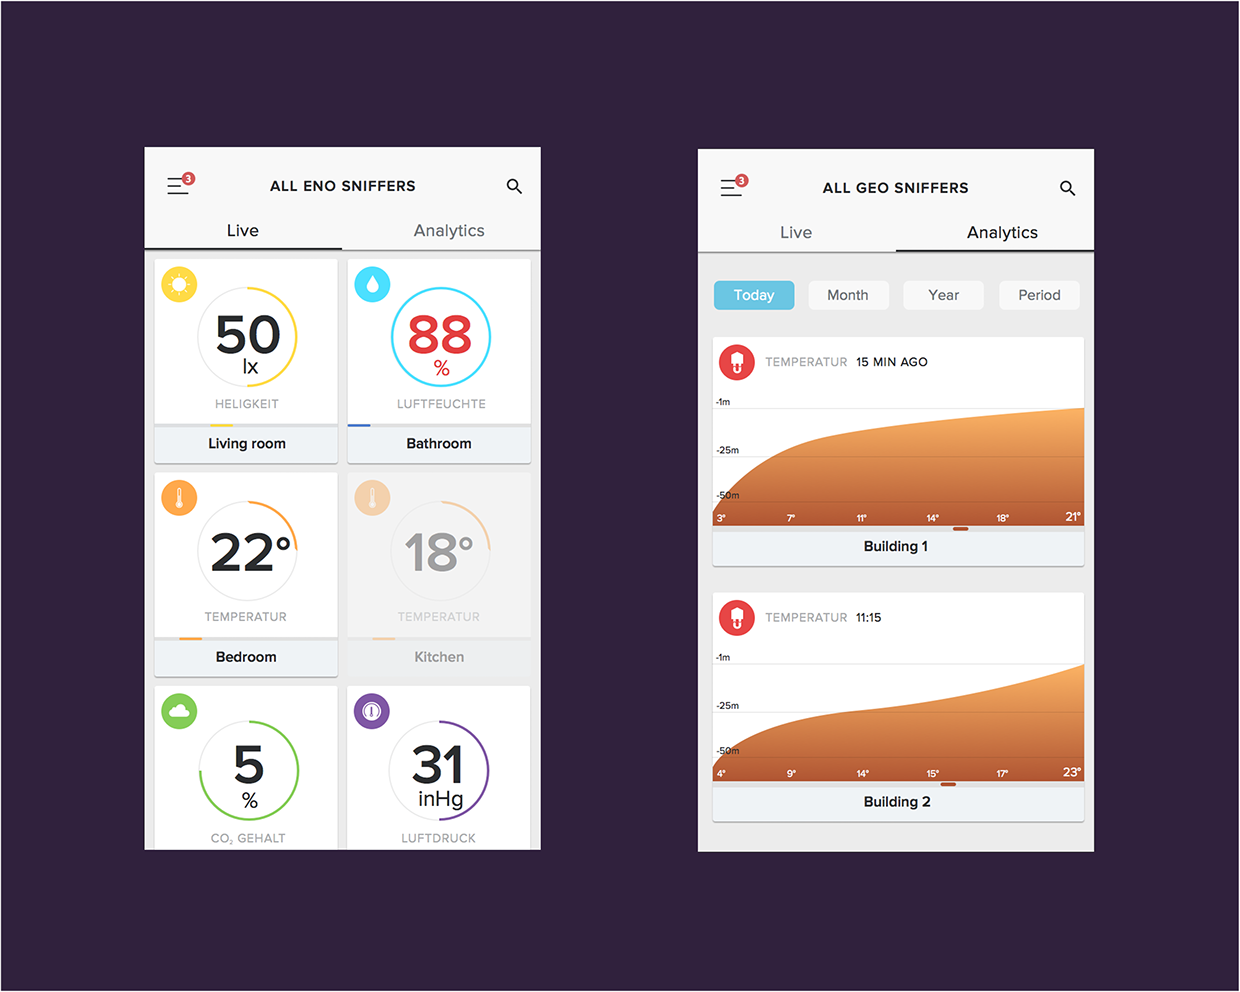 3
ALL ENO SNIFFERS
Live
Analytics
50
lx
HELIGKEIT
Living room
88
%
LUFTFEUCHTE
Bathroom
22°
TEMPERATUR
Bedroom
18°
TEMPERATUR
Kitchen
5
%
CO₂ GEHALT
31
inHg
LUFTDRUCK
3
ALL GEO SNIFFERS
Live
Analytics
Today
Month
Year
Period
TEMPERATUR 15 MIN AGO
-1m
-25m
-50m
3° 7° 11° 14° 18° 21°
Building 1
TEMPERATUR 11:15
-1m
-25m
-50m
4° 9° 14° 15° 17° 23°
Building 2